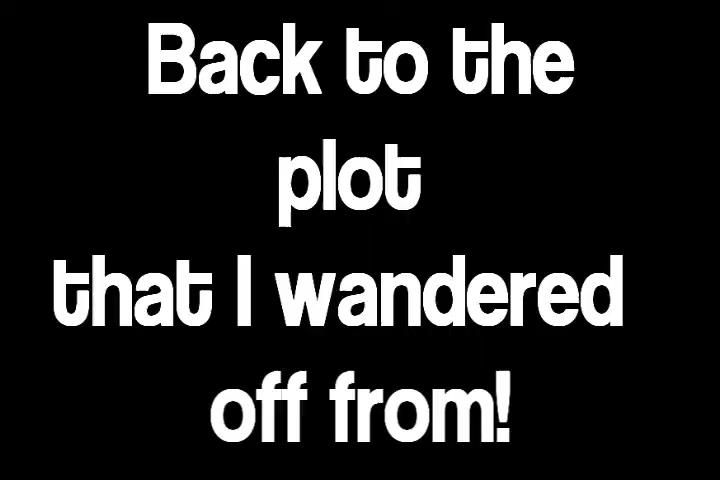 Back to the
plot
that I wandered
off from!